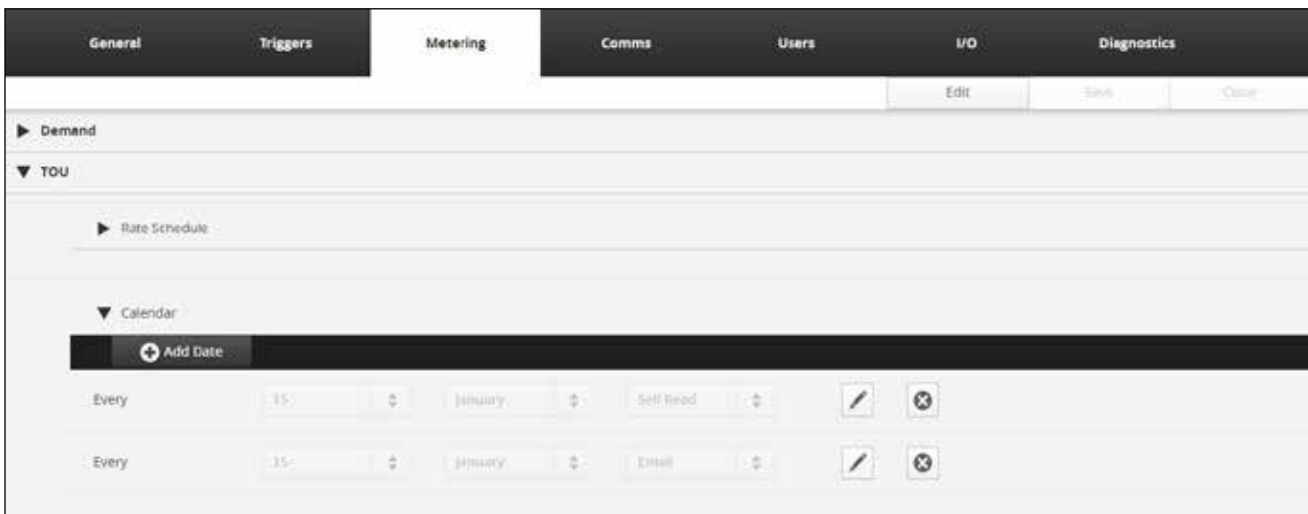 General Triggers Metering Comms Users I/O Diagnostics
Edit Save Close
Demand
TOU
Rate Schedule
Calendar
Add Date
Every 15 January Self Read
Every 15 January Email